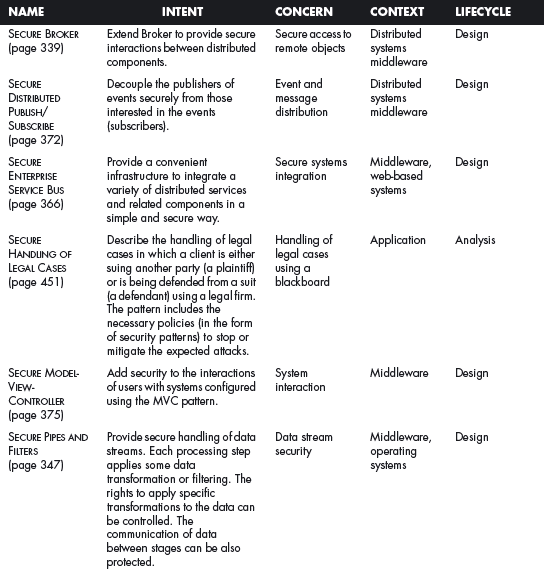 NAME INTENT CONCERN CONTEXT LIFECYCLE
SECURE BROKER Extend Broker to provide secure Secure access to Distributed Design
(page 339) interactions between distributed remote objects systems
components. middleware
SECURE Decouple the publishers of Event and Distributed Design
DISTRIBUTED events securely from those message systems
PUBLISH/ interested in the events distribution middleware
SUBSCRIBE (subscribers).
(page 372)
SECURE Provide a convenient Secure systems Middleware, Design
ENTERPRISE infrastructure to integrate a integration web-based
SERVICE BUS variety of distributed services systems
(page 366) and related components in a
simple and secure way.
SECURE Describe the handling of legal Handling of Application Analysis
HANDLING OF cases in which a client is either legal cases
LEGAL CASES suing another party (a plaintiff) using a
(page 451) or is being defended from a suit blackboard
(a defendant) using a legal firm.
The pattern includes the
necessary policies (in the form
of security patterns) to stop or
mitigate the expected attacks.
SECURE MODEL- Add security to the interactions System Middleware Design
VIEW- of users with systems configured interaction
CONTROLLER using the MVC pattern.
(page 375)
SECURE PIPES AND Provide secure handling of data Data stream Middleware, Design
FILTERS streams. Each processing step security operating
(page 347) applies some data systems
transformation or filtering. The
rights to apply specific
transformations to the data can
be controlled. The
communication of data
between stages can be also
protected.